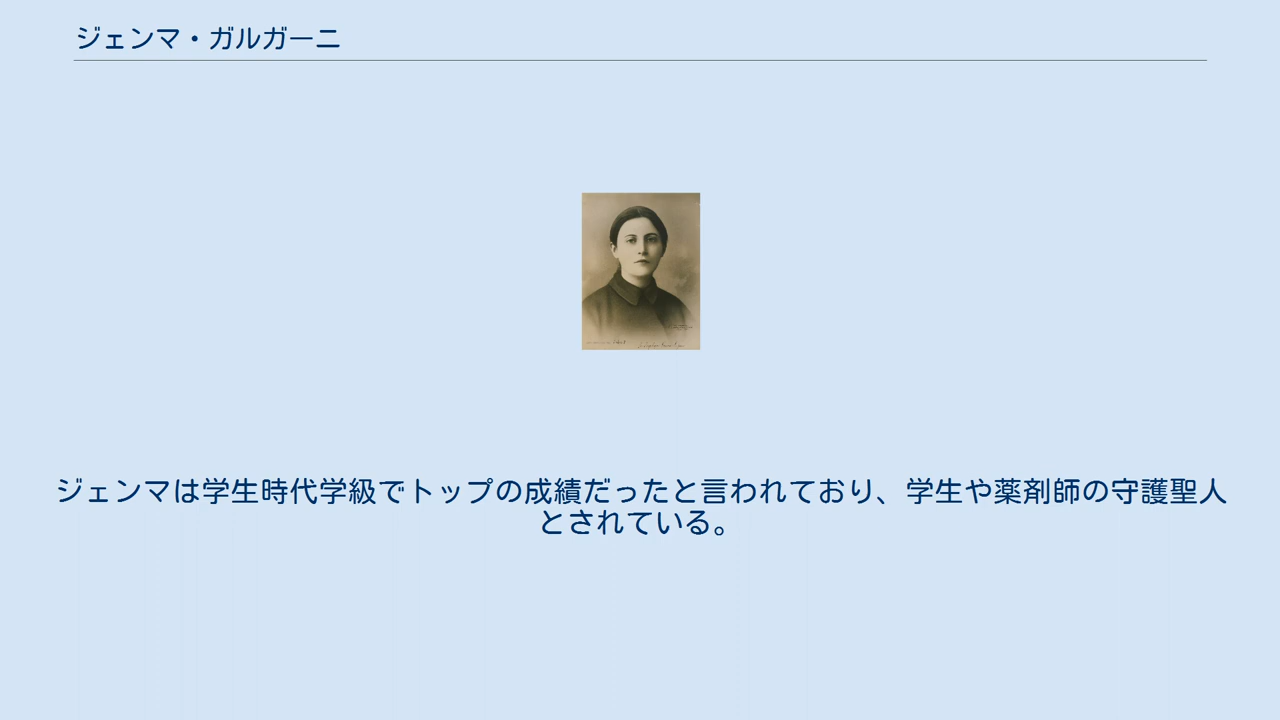 ジェンマ・ガルガーニ
ジェンマは学生時代学級でトップの成績だったと言われており、学生や薬剤師の守護聖人
とされている。